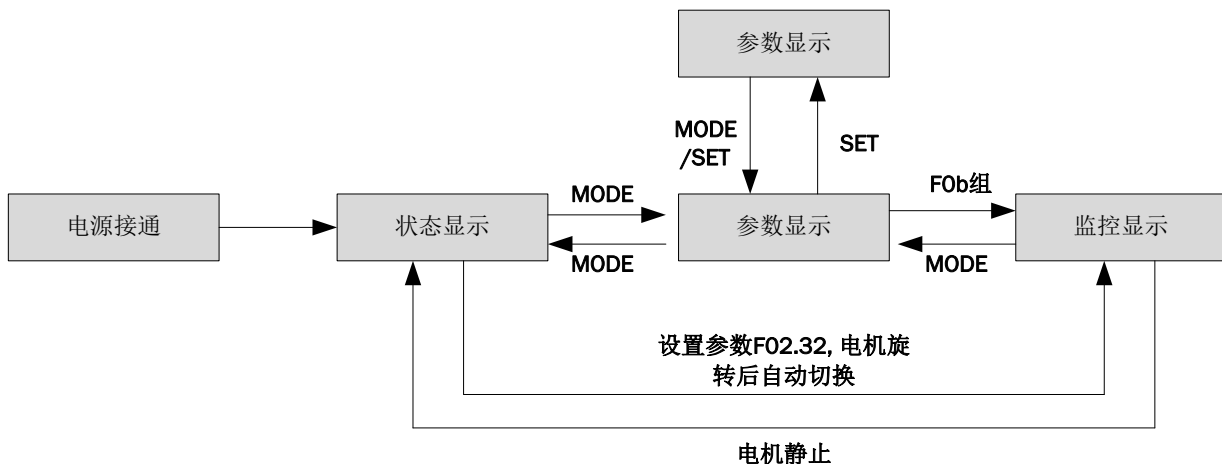 参数显示
MODE
/SET
SET
电源接通
状态显示
MODE
MODE
参数显示
F0b组
MODE
监控显示
设置参数F02.32, 电机旋
转后自动切换
电机静止